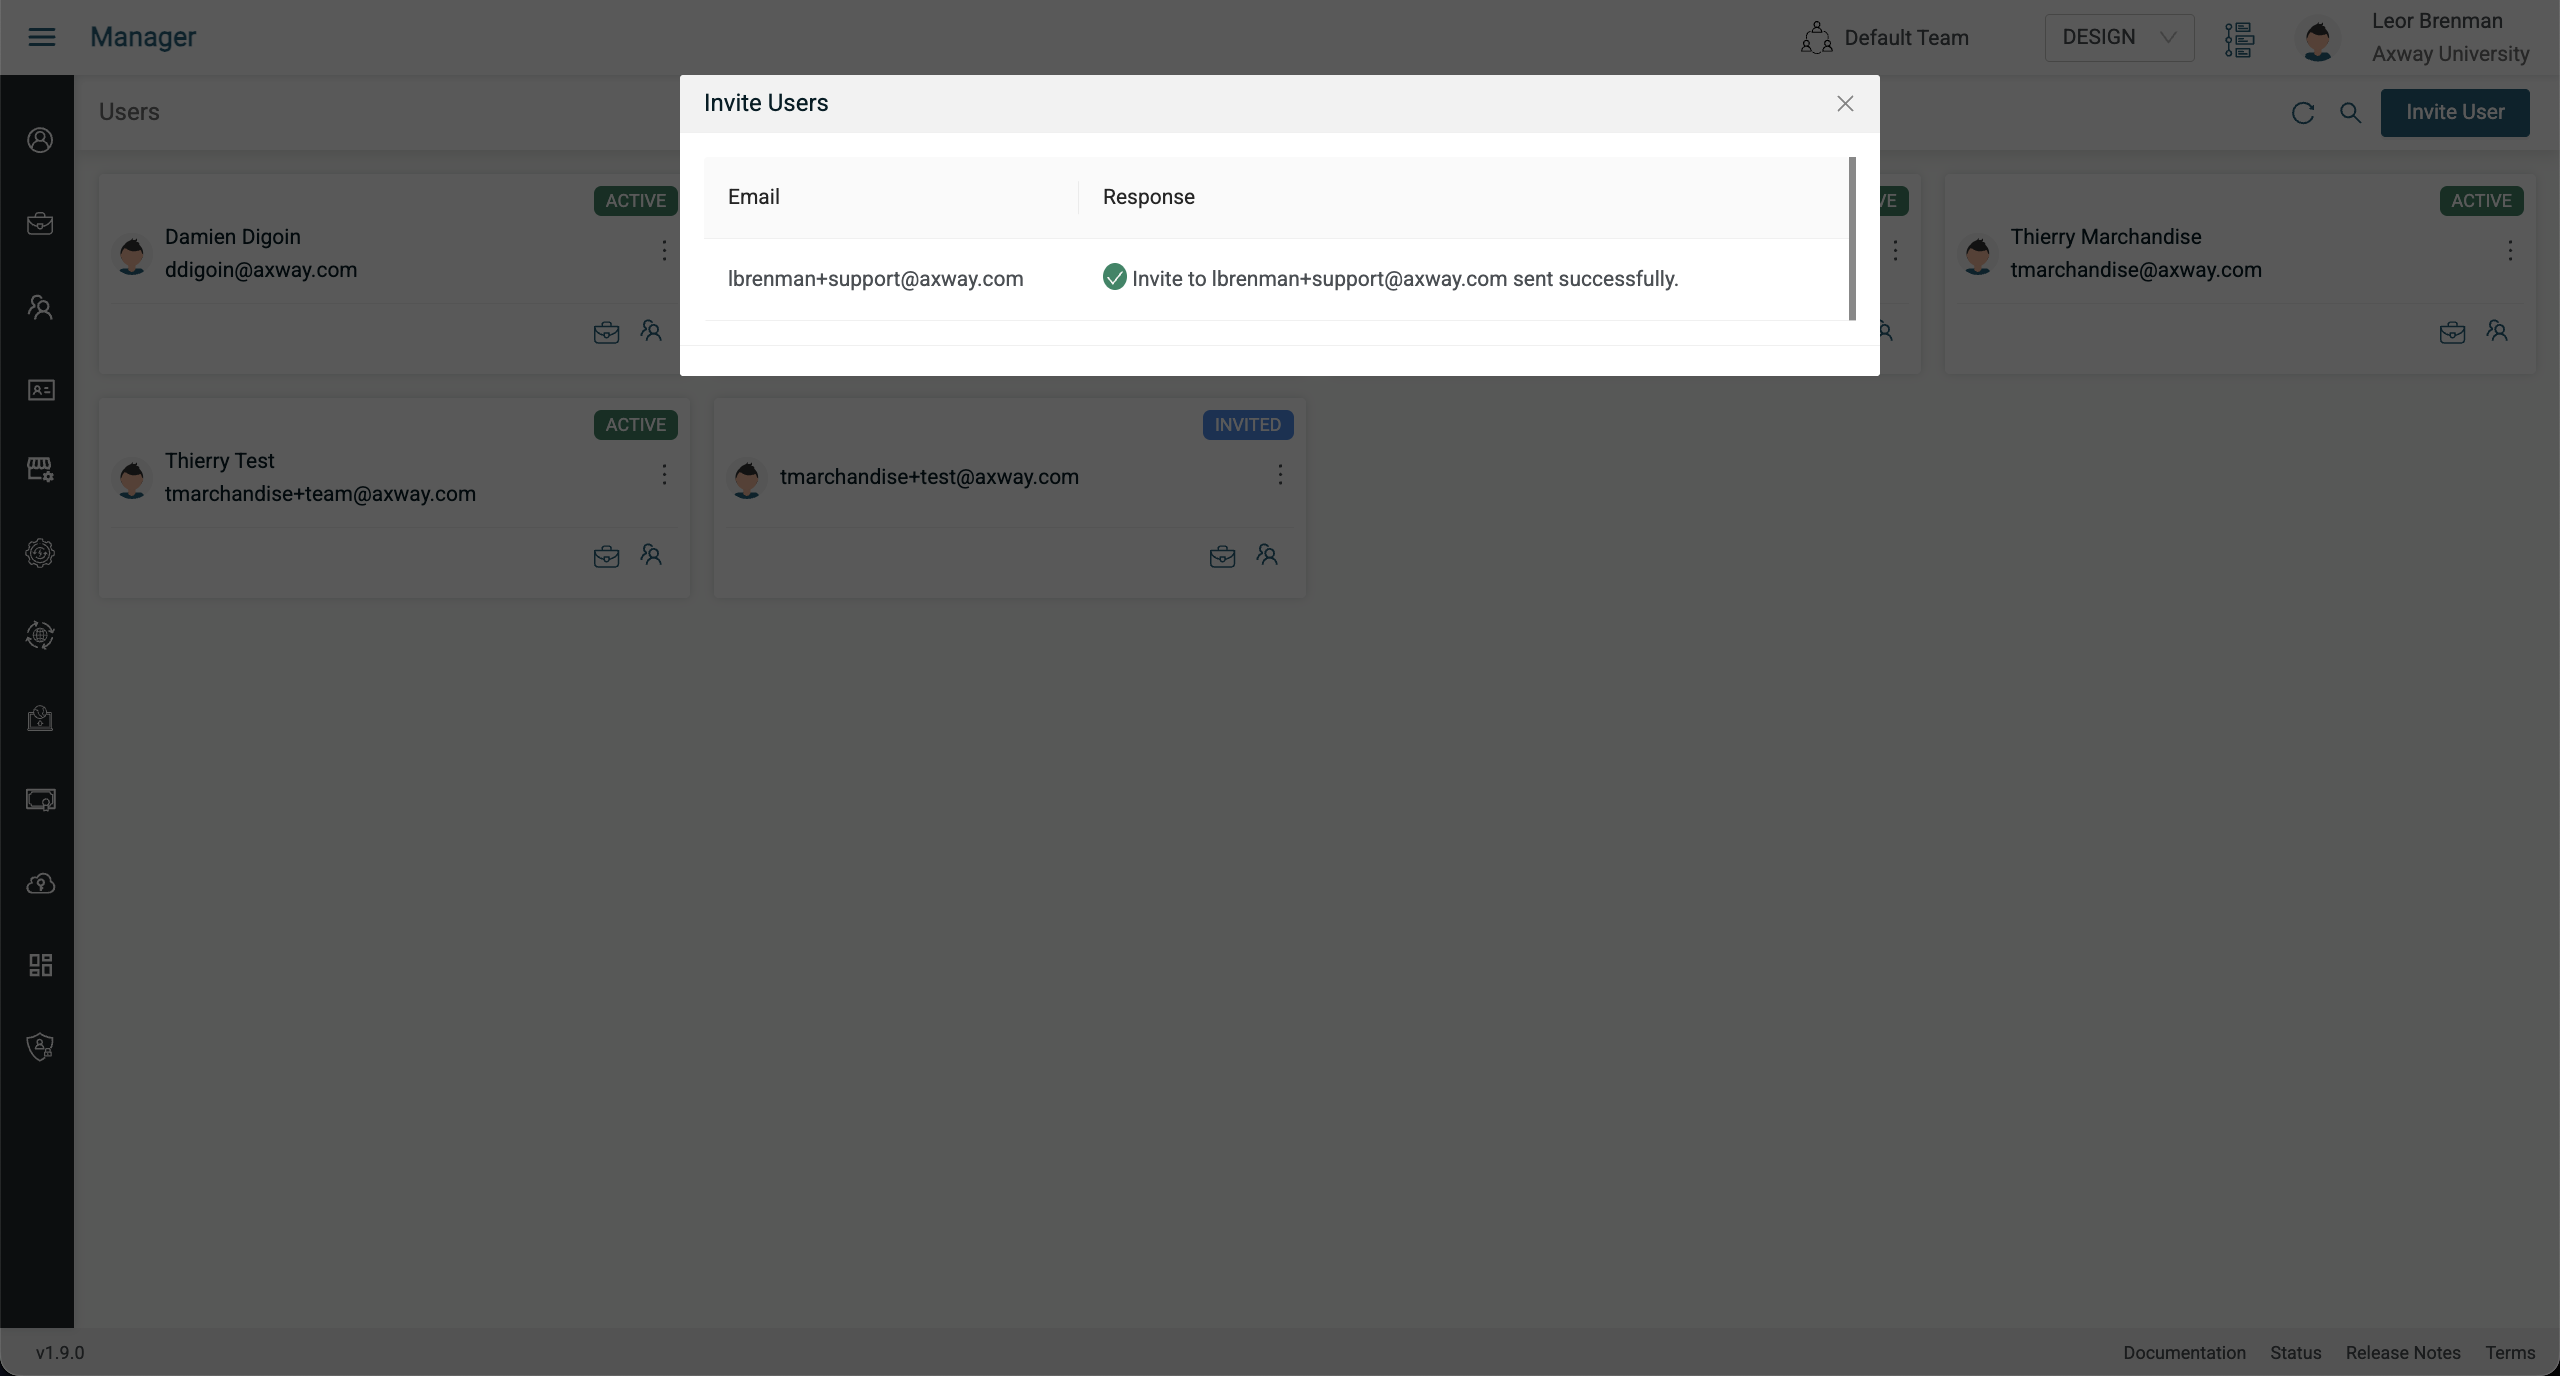 Manager
Default Team
DESIGN
Leor Brenman
Axway University
Users
Invite User
Invite Users
Email
Response
lbrenman+support@axway.com
Invite to lbrenman+support@axway.com sent successfully.
ACTIVE
Damien Digoin
ddigoin@axway.com
VE
ACTIVE
Thierry Marchandise
tmarchandise@axway.com
ACTIVE
Thierry Test
tmarchandise+team@axway.com
INVITED
tmarchandise+test@axway.com
v1.9.0
Documentation
Status
Release Notes
Terms